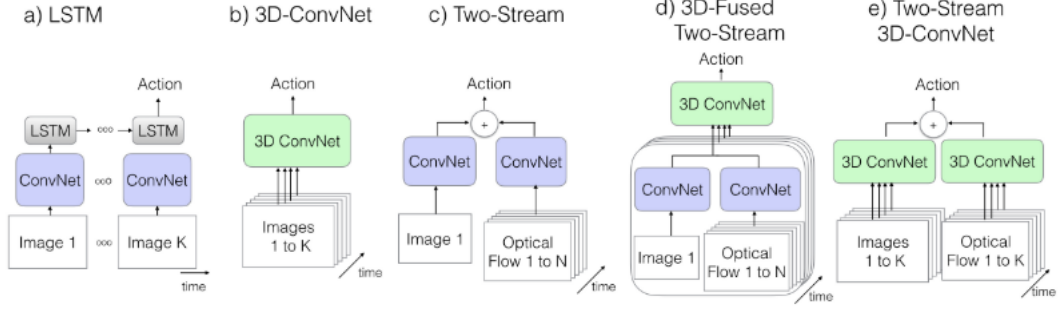 a) LSTM
Action
LSTM
LSTM
ConvNet
ConvNet
Image 1
Image K
time
b) 3D-ConvNet
Action
3D ConvNet
Images
1 to K
time
c) Two-Stream
Action
+
ConvNet
ConvNet
Image 1
Optical
Flow 1 to N
time
d) 3D-Fused
Two-Stream
Action
3D ConvNet
ConvNet
ConvNet
Image 1
Optical
Flow 1 to N
time
e) Two-Stream
3D-ConvNet
Action
+
3D ConvNet
3D ConvNet
Images
1 to K
Optical
Flow 1 to K
time